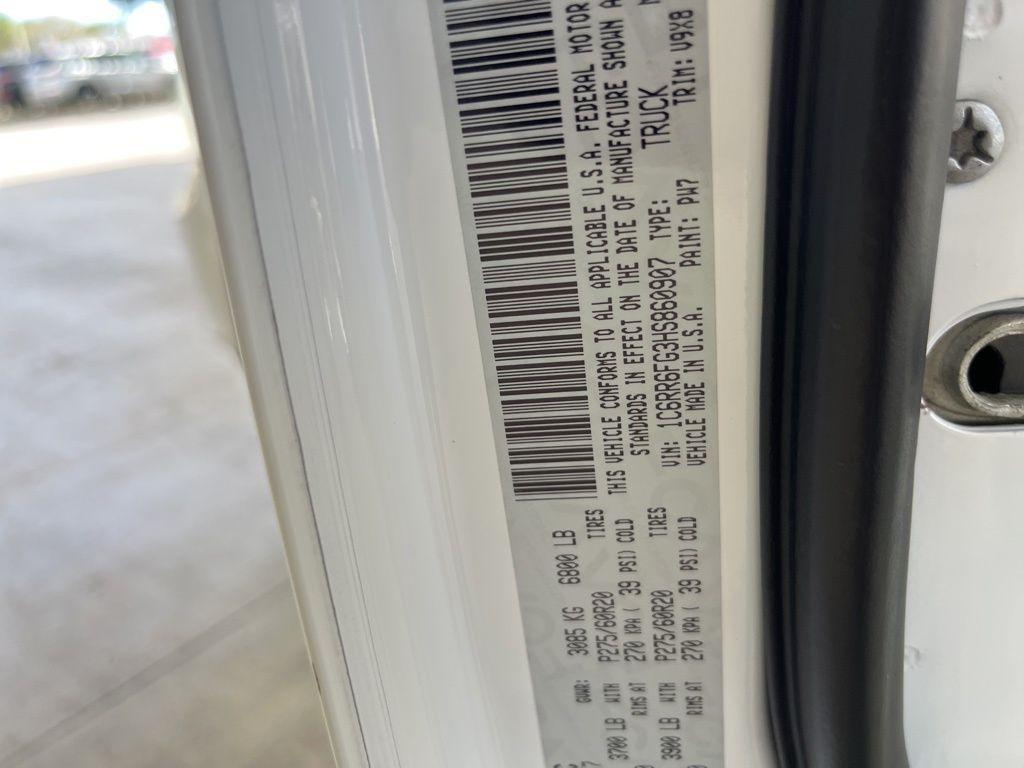 GVWR: 3085 KG 6800 LB
3700 LB WITH P275/60R20 TIRES
RIMS AT 270 KPA ( 39 PSI) COLD
3900 LB WITH P275/60R20 TIRES
RIMS AT 270 KPA ( 39 PSI) COLD
THIS VEHICLE CONFORMS TO ALL APPLICABLE U.S.A. FEDERAL MOTOR
STANDARDS IN EFFECT ON THE DATE OF MANUFACTURE SHOWN
VIN: 1C6RR6FG3HS860907 TYPE: TRUCK
VEHICLE MADE IN U.S.A. PAINT: PW7 TRIM: V9X8